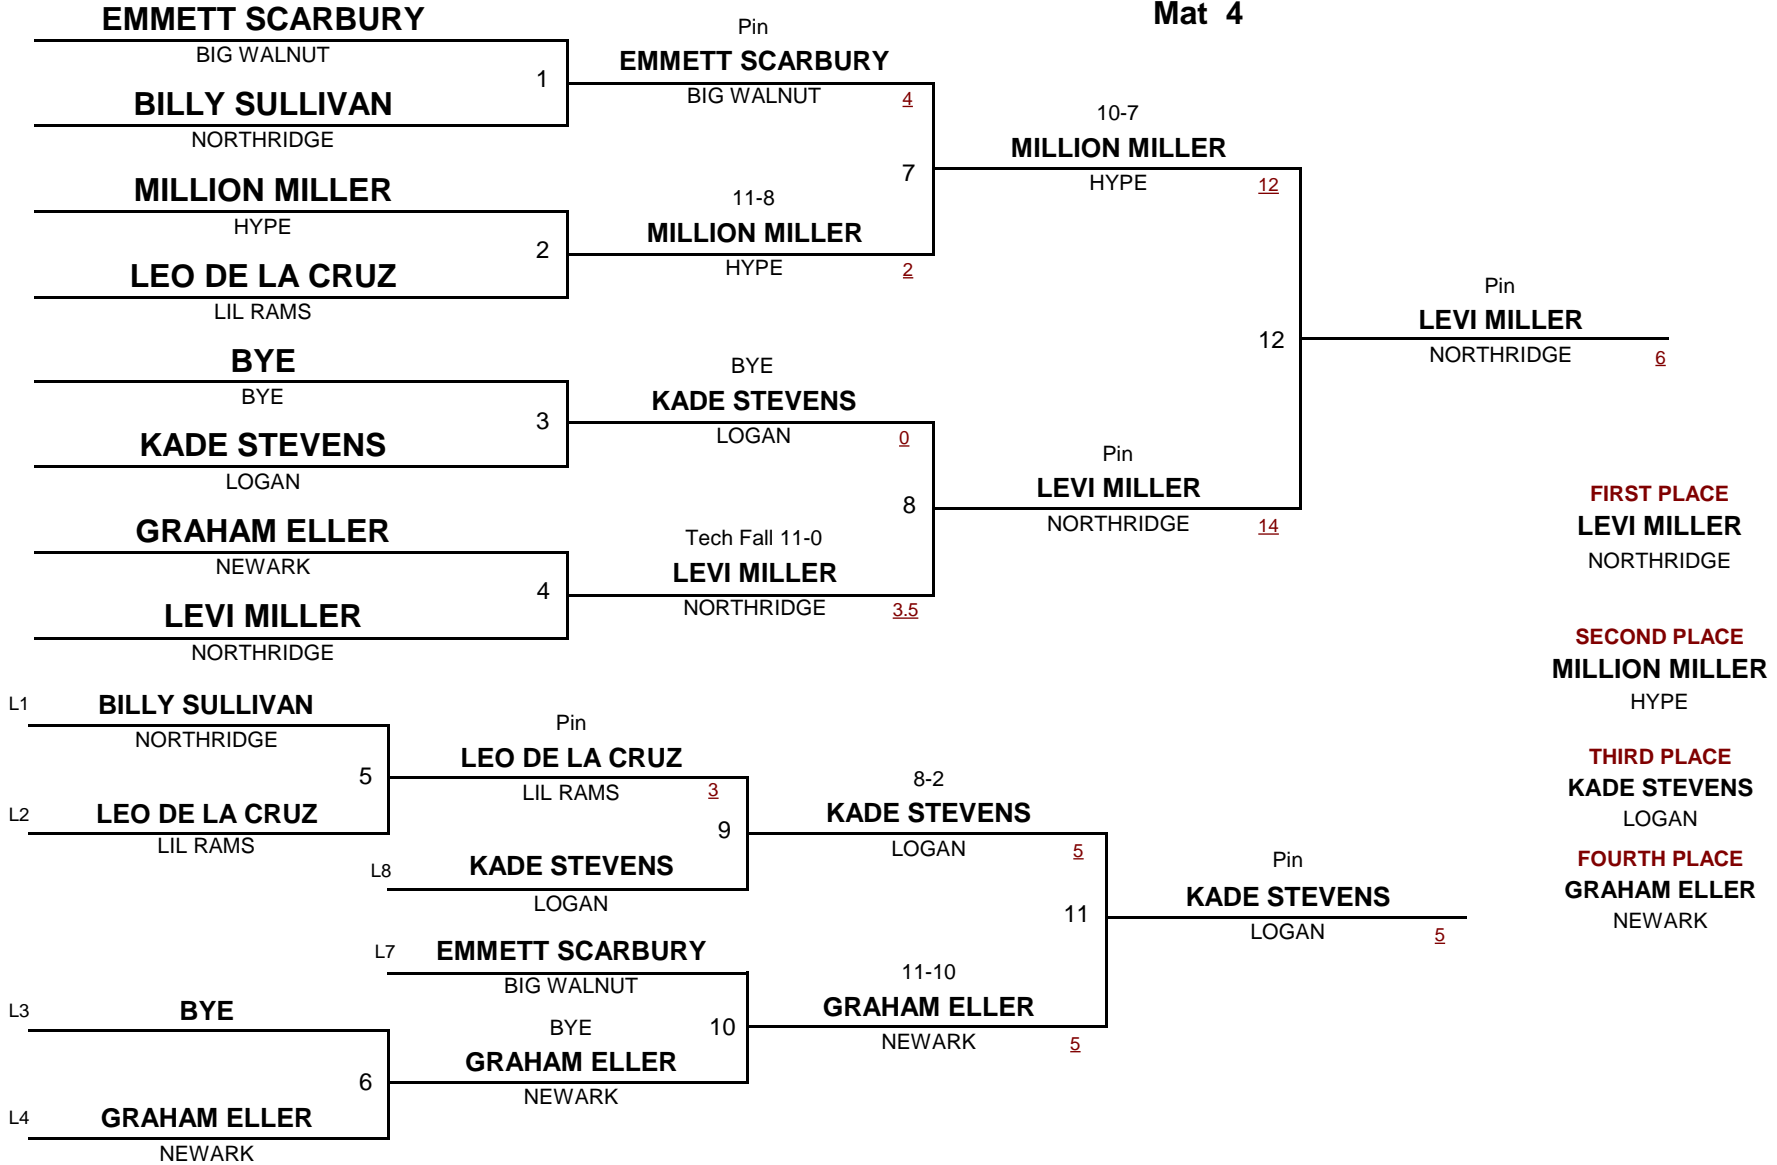 Mat 4
EMMETT SCARBURY
BIG WALNUT
1
BILLY SULLIVAN
NORTHRIDGE
MILLION MILLER
HYPE
2
LEO DE LA CRUZ
LIL RAMS
BYE
BYE
3
KADE STEVENS
LOGAN
GRAHAM ELLER
NEWARK
4
LEVI MILLER
NORTHRIDGE
Pin
EMMETT SCARBURY
BIG WALNUT
4
7
11-8
MILLION MILLER
HYPE
2
BYE
KADE STEVENS
LOGAN
0
8
Tech Fall 11-0
LEVI MILLER
NORTHRIDGE
3.5
10-7
MILLION MILLER
HYPE
12
12
Pin
LEVI MILLER
NORTHRIDGE
14
Pin
LEVI MILLER
NORTHRIDGE
6
L1
BILLY SULLIVAN
NORTHRIDGE
5
L2
LEO DE LA CRUZ
LIL RAMS
L3
BYE
6
L4
GRAHAM ELLER
NEWARK
Pin
LEO DE LA CRUZ
LIL RAMS
3
9
L8
KADE STEVENS
LOGAN
L7
EMMETT SCARBURY
BIG WALNUT
10
BYE
GRAHAM ELLER
NEWARK
8-2
KADE STEVENS
LOGAN
5
11
11-10
GRAHAM ELLER
NEWARK
5
Pin
KADE STEVENS
LOGAN
5
FIRST PLACE
LEVI MILLER
NORTHRIDGE
SECOND PLACE
MILLION MILLER
HYPE
THIRD PLACE
KADE STEVENS
LOGAN
FOURTH PLACE
GRAHAM ELLER
NEWARK